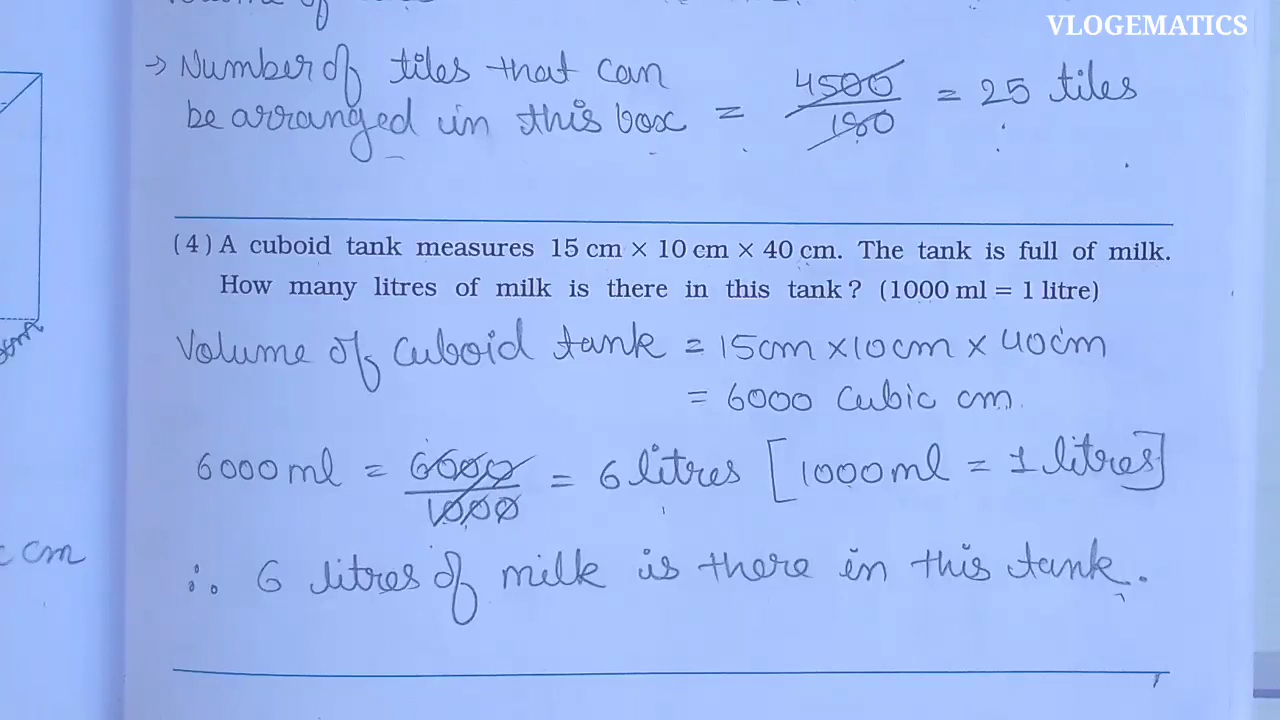 VLOGEMATICS
→ Number of tiles that can
be arranged in this box = 4500/180 = 25 tiles
(4) A cuboid tank measures 15 cm × 10 cm × 40 cm. The tank is full of milk.
How many litres of milk is there in this tank? (1000 ml = 1 litre)
Volume of cuboid tank = 15cm ×10cm × 40cm
= 6000 cubic cm.
6000 ml = 6000/1000 = 6 litres [1000ml = 1 litres]
c cm
∴ 6 litres of milk is there in this tank.